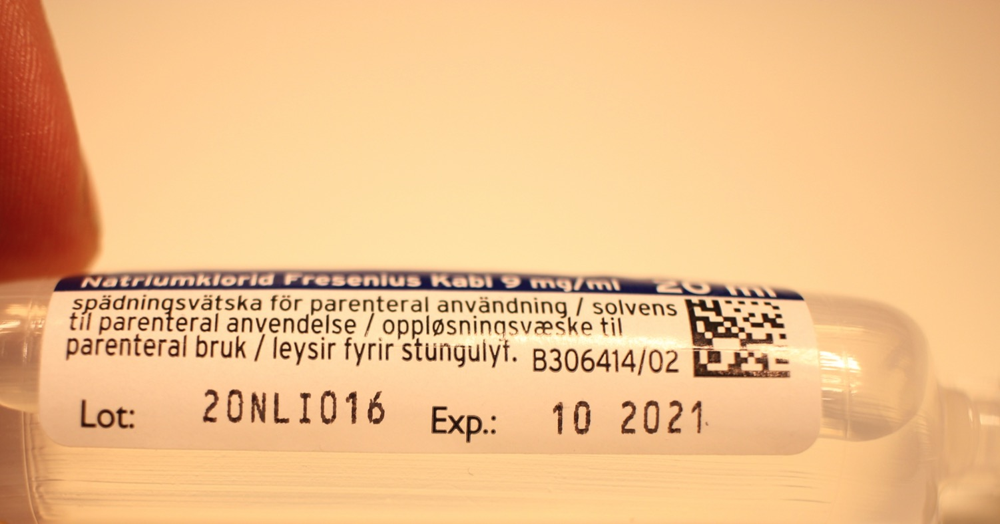 Natriumklorid Fresenius Kabi 9 mg/ml 20 ml
spädningsvätska för parenteral användning / solvens
til parenteral anvendelse / oppløsningsvæske til
parenteral bruk / leysir fyrir stungulyf. B306414/02
Lot: 20NLI016 Exp.: 10 2021